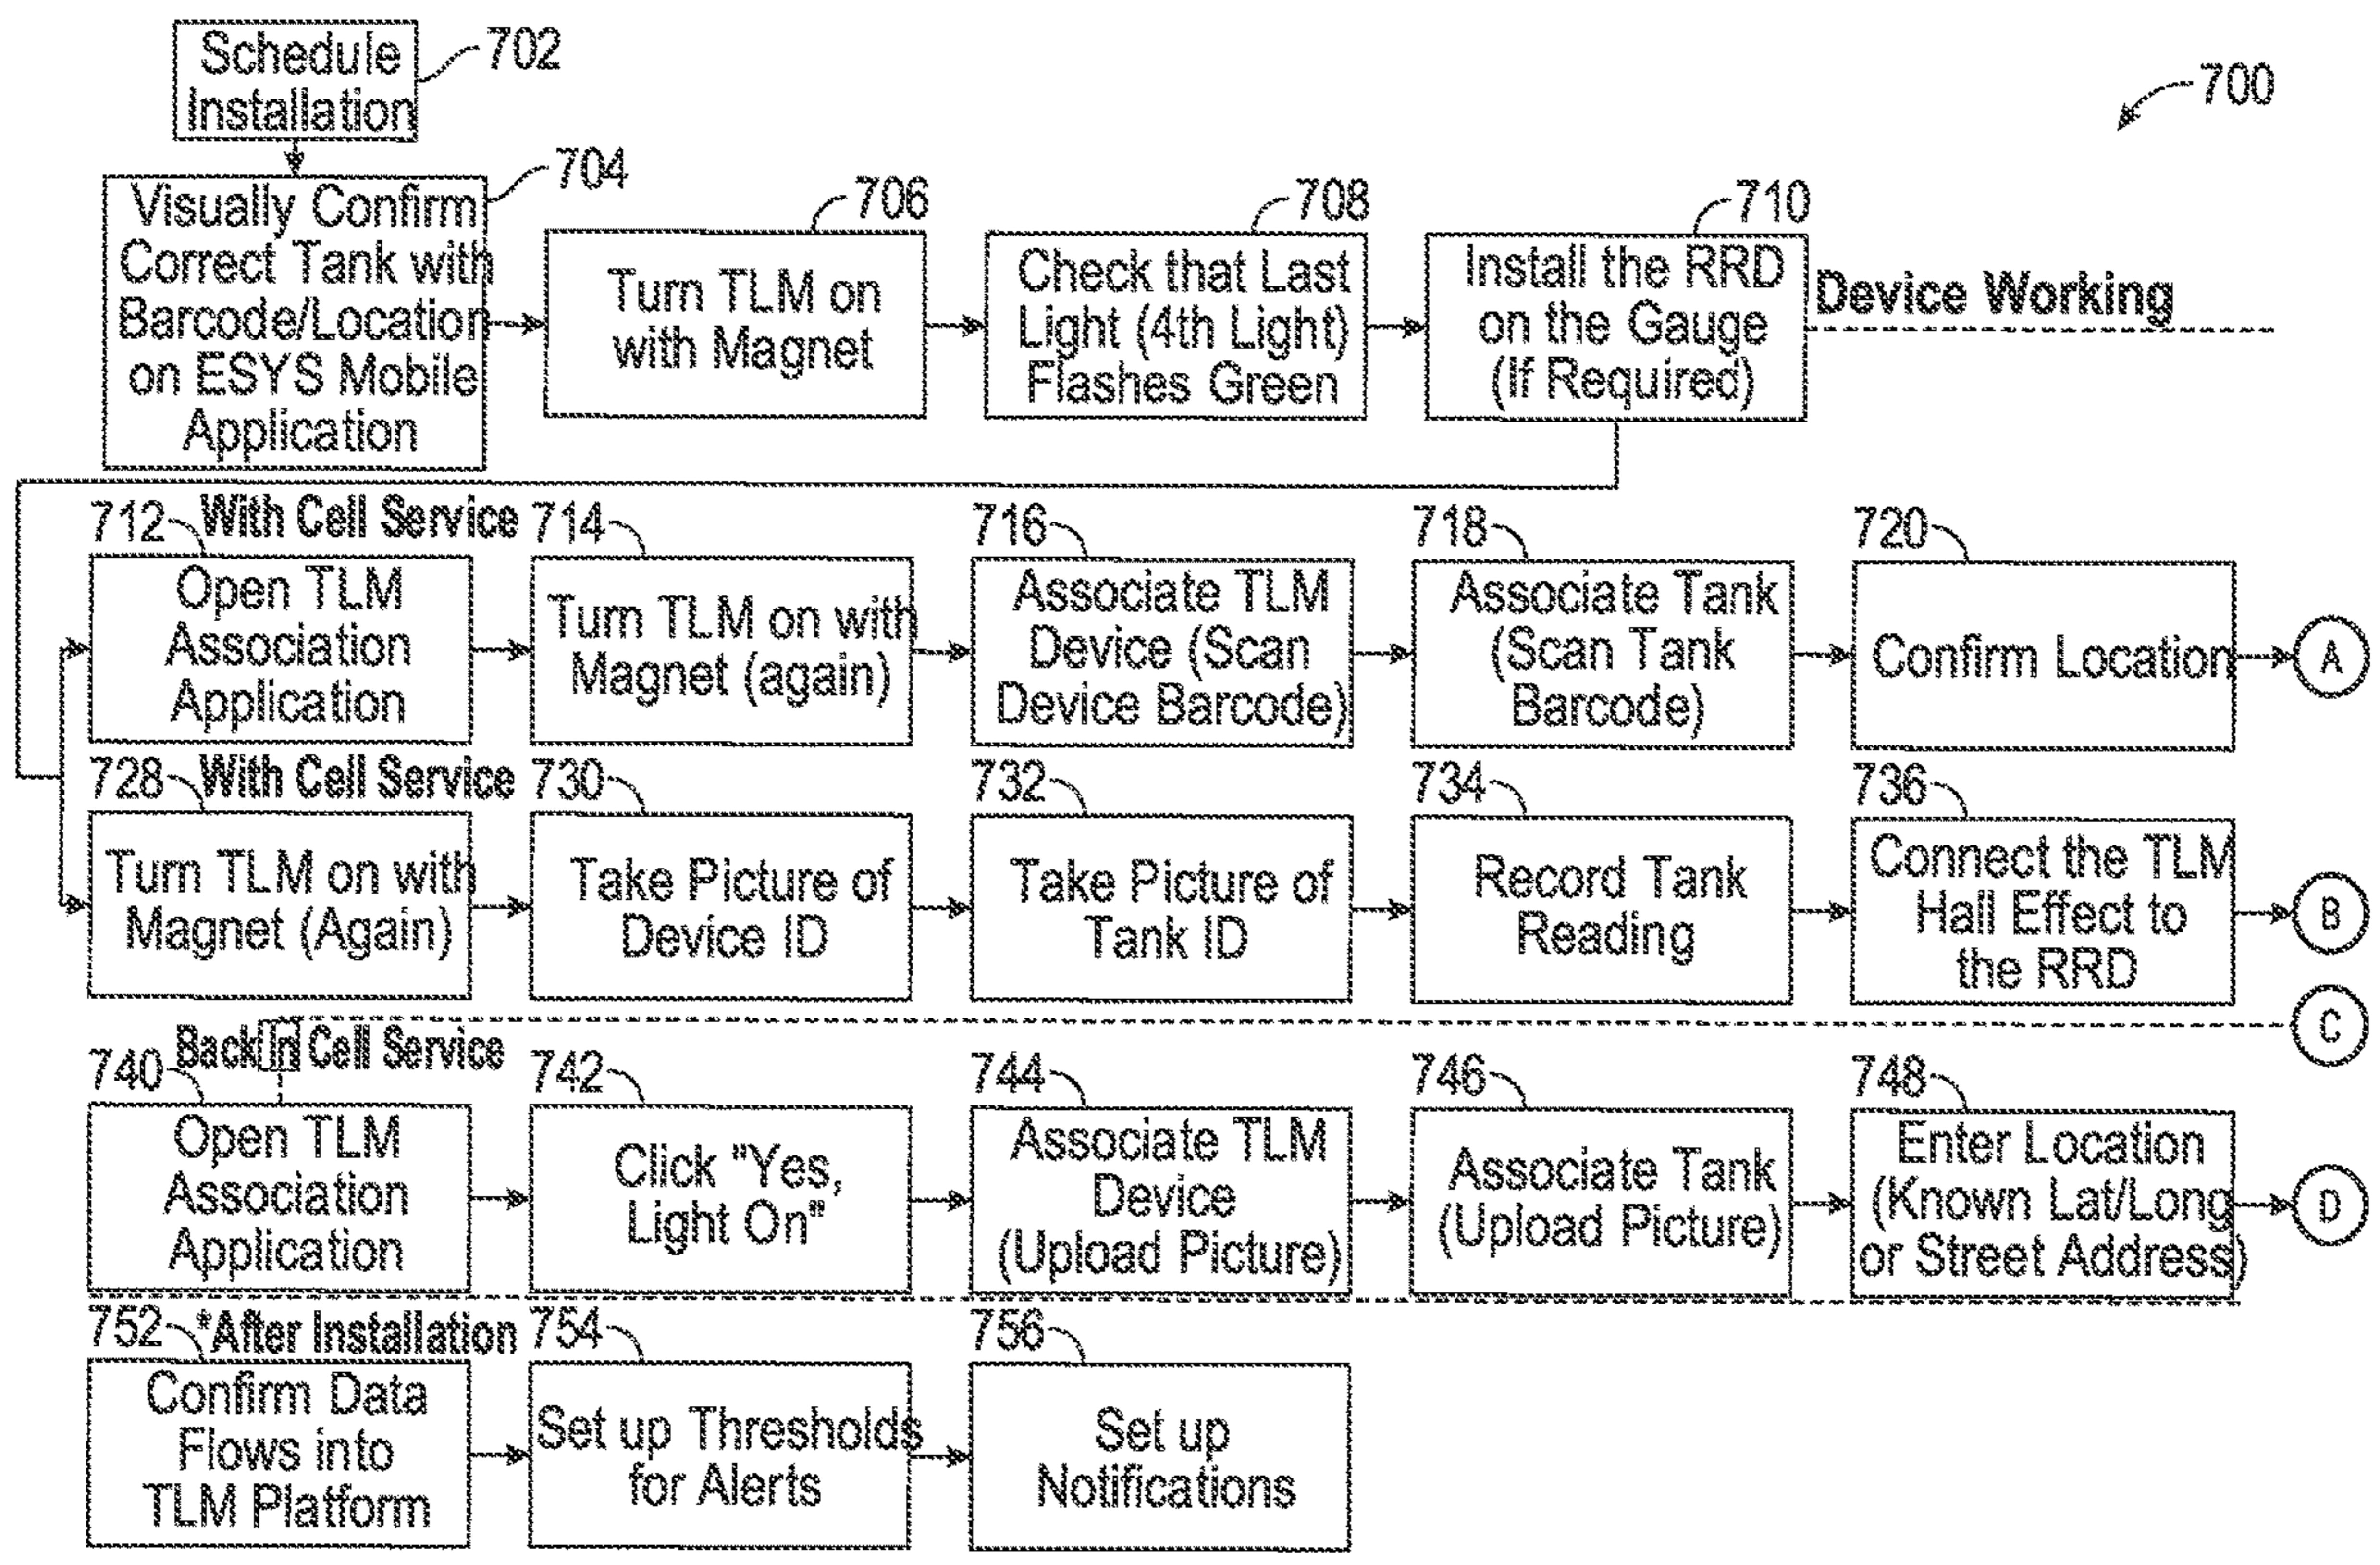 Schedule
Installation
702
700
Visually Confirm
Correct Tank with
Barcode/Location
on ESYS Mobile
Application
704
Turn TLM on
with Magnet
706
Check that Last
Light (4th Light)
Flashes Green
708
Install the RRD
on the Gauge
(If Required)
710
Device Working
712
With Cell Service
Open TLM
Association
Application
714
Turn TLM on with
Magnet (again)
716
Associate TLM
Device (Scan
Device Barcode)
718
Associate Tank
(Scan Tank
Barcode)
720
Confirm Location
A
728
With Cell Service
Turn TLM on with
Magnet (Again)
730
Take Picture of
Device ID
732
Take Picture of
Tank ID
734
Record Tank
Reading
736
Connect the TLM
Hall Effect to
the RRD
B
C
740
Back In Cell Service
Open TLM
Association
Application
742
Click "Yes,
Light On"
744
Associate TLM
Device
(Upload Picture)
746
Associate Tank
(Upload Picture)
748
Enter Location
(Known Lat/Long
or Street Address)
D
752
*After Installation
Confirm Data
Flows into
TLM Platform
754
Set up Thresholds
for Alerts
756
Set up
Notifications